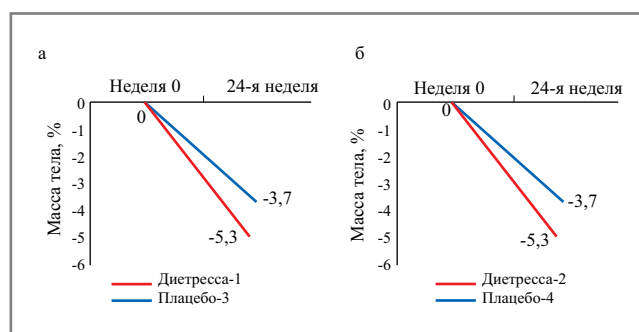 а
Неделя 0 24-я неделя
Масса тела, %
0
-1
-2
-3
-4
-5
-6
0
-3,7
-5,3
Диетресса-1
Плацебо-3
б
Неделя 0 24-я неделя
Масса тела, %
0
-1
-2
-3
-4
-5
-6
0
-3,7
-5,3
Диетресса-2
Плацебо-4